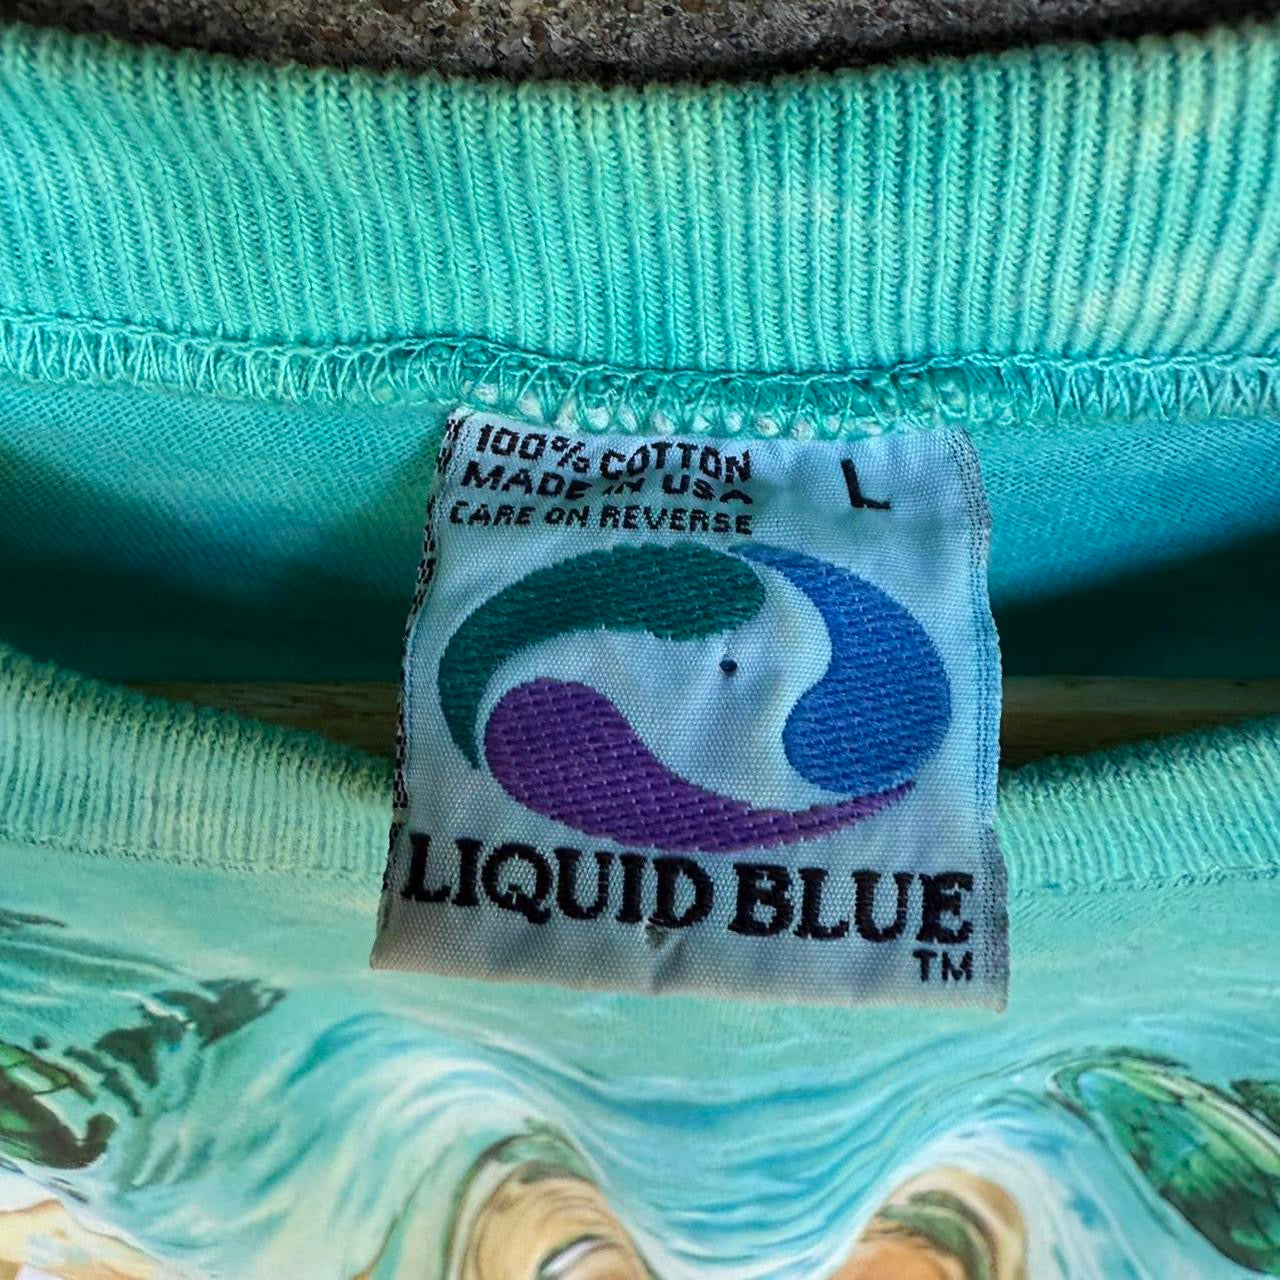 100% COTTON L
MADE IN USA
CARE ON REVERSE
LIQUID BLUE
TM